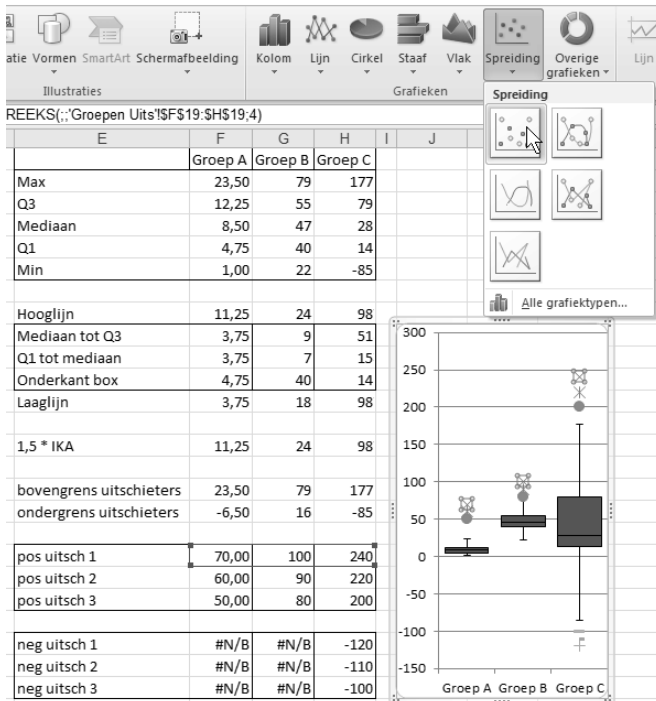 atie Vormen SmartArt Schermafbeelding Kolom Lijn Cirkel Staaf Vlak Spreiding Overige grafieken Lijn
Illustraties Grafieken
Spreiding
Alle grafiektypen...
REEKS(;;'Groepen Uits'!$F$19:$H$19;4)
E F G H I J
Groep A Groep B Groep C
Max 23,50 79 177
Q3 12,25 55 79
Mediaan 8,50 47 28
Q1 4,75 40 14
Min 1,00 22 -85
Hooglijn 11,25 24 98
Mediaan tot Q3 3,75 9 51
Q1 tot mediaan 3,75 7 15
Onderkant box 4,75 40 14
Laaglijn 3,75 18 98
1,5 * IKA 11,25 24 98
bovengrens uitschieters 23,50 79 177
ondergrens uitschieters -6,50 16 -85
pos uitsch 1 70,00 100 240
pos uitsch 2 60,00 90 220
pos uitsch 3 50,00 80 200
neg uitsch 1 #N/B #N/B -120
neg uitsch 2 #N/B #N/B -110
neg uitsch 3 #N/B #N/B -100
300
250
200
150
100
50
0
-50
-100
-150
Groep A Groep B Groep C